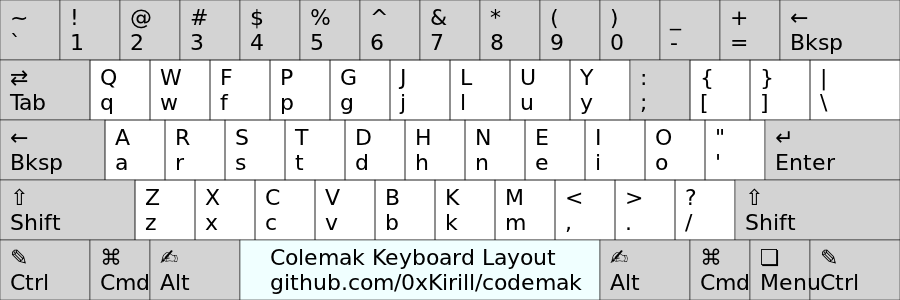 ~ ! @ # $ % ^ & * ( ) _ + ←
` 1 2 3 4 5 6 7 8 9 0 - = Bksp
⇄ Q W F P G J L U Y : { } |
Tab q w f p g j l u y ; [ ] \
← A R S T D H N E I O " ↵
Bksp a r s t d h n e i o ' Enter
⇧ Z X C V B K M < > ? ⇧
Shift z x c v b k m , . / Shift
✎ ⌘ ✍ Colemak Keyboard Layout ✍ ⌘ ❏ ✎
Ctrl Cmd Alt github.com/0xKirill/codemak Alt Cmd Menu Ctrl